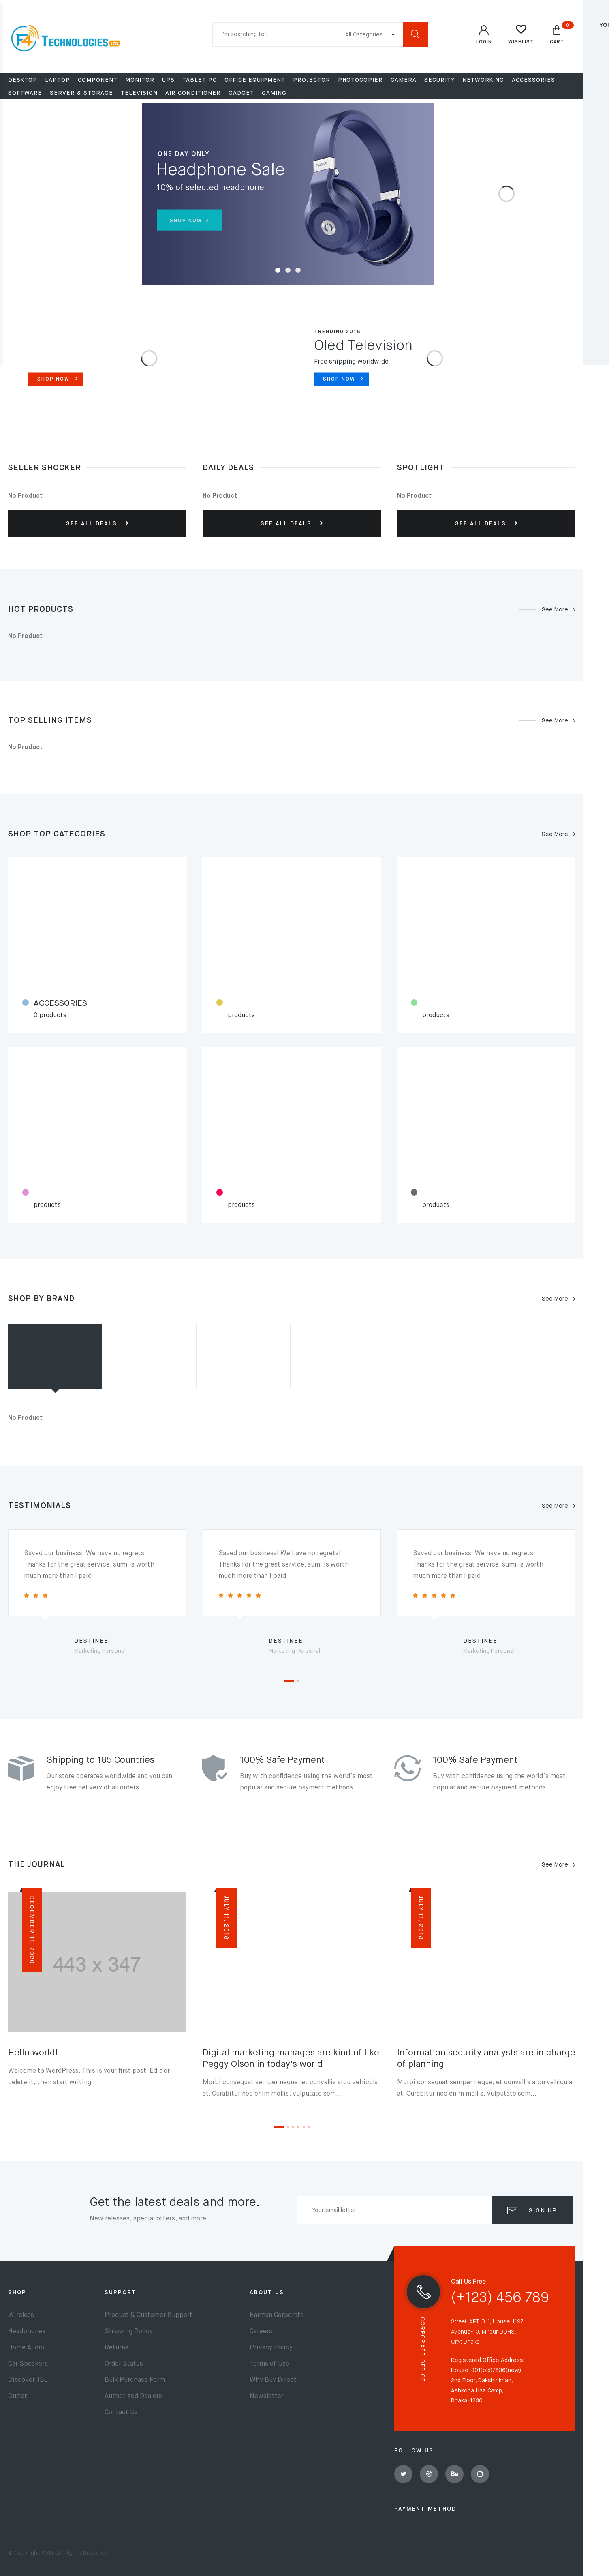 F4 TECHNOLOGIES LTD
I'm searching for...
All Categories
LOGIN
WISHLIST
0
CART
YOU
DESKTOP LAPTOP COMPONENT MONITOR UPS TABLET PC OFFICE EQUIPMENT PROJECTOR PHOTOCOPIER CAMERA SECURITY NETWORKING ACCESSORIES
SOFTWARE SERVER & STORAGE TELEVISION AIR CONDITIONER GADGET GAMING
ONE DAY ONLY
Headphone Sale
10% of selected headphone
SHOP NOW
TRENDING 2018
Oled Television
Free shipping worldwide
SHOP NOW
SHOP NOW
SELLER SHOCKER
No Product
SEE ALL DEALS
DAILY DEALS
No Product
SEE ALL DEALS
SPOTLIGHT
No Product
SEE ALL DEALS
HOT PRODUCTS
See More
No Product
TOP SELLING ITEMS
See More
No Product
SHOP TOP CATEGORIES
See More
ACCESSORIES
0 products
products
products
products
products
products
SHOP BY BRAND
See More
No Product
TESTIMONIALS
See More
Saved our business! We have no regrets!
Thanks for the great service. sumi is worth
much more than I paid
DESTINEE
Marketing Personal
Saved our business! We have no regrets!
Thanks for the great service. sumi is worth
much more than I paid
DESTINEE
Marketing Personal
Saved our business! We have no regrets!
Thanks for the great service. sumi is worth
much more than I paid
DESTINEE
Marketing Personal
Shipping to 185 Countries
Our store operates worldwide and you can
enjoy free delivery of all orders
100% Safe Payment
Buy with confidence using the world's most
popular and secure payment methods
100% Safe Payment
Buy with confidence using the world's most
popular and secure payment methods
THE JOURNAL
See More
DECEMBER 11, 2020
443 x 347
Hello world!
Welcome to WordPress. This is your first post. Edit or
delete it, then start writing!
JULY 11, 2018
Digital marketing manages are kind of like
Peggy Olson in today's world
Morbi consequat semper neque, et convallis arcu vehicula
at. Curabitur nec enim mollis, vulputate sem...
JULY 11, 2018
Information security analysts are in charge
of planning
Morbi consequat semper neque, et convallis arcu vehicula
at. Curabitur nec enim mollis, vulputate sem...
Get the latest deals and more.
New releases, special offers, and more.
Your email letter
SIGN UP
SHOP
Wireless
Headphones
Home Audio
Car Speakers
Discover JBL
Outlet
SUPPORT
Product & Customer Support
Shipping Policy
Returns
Order Status
Bulk Purchase Form
Authorized Dealers
Contact Us
ABOUT US
Harman Corporate
Careers
Privacy Policy
Terms of Use
Why Buy Direct
Newsletter
CORPORATE OFFICE
Call Us Free
(+123) 456 789
Street: APT: B-1, House-1197
Avenue-10, Mirpur DOHS,
City: Dhaka
Registered Office Address:
House-301(old)/638(new)
2nd Floor, Dakshinkhan,
Ashkona Haz Camp,
Dhaka-1230
FOLLOW US
PAYMENT METHOD